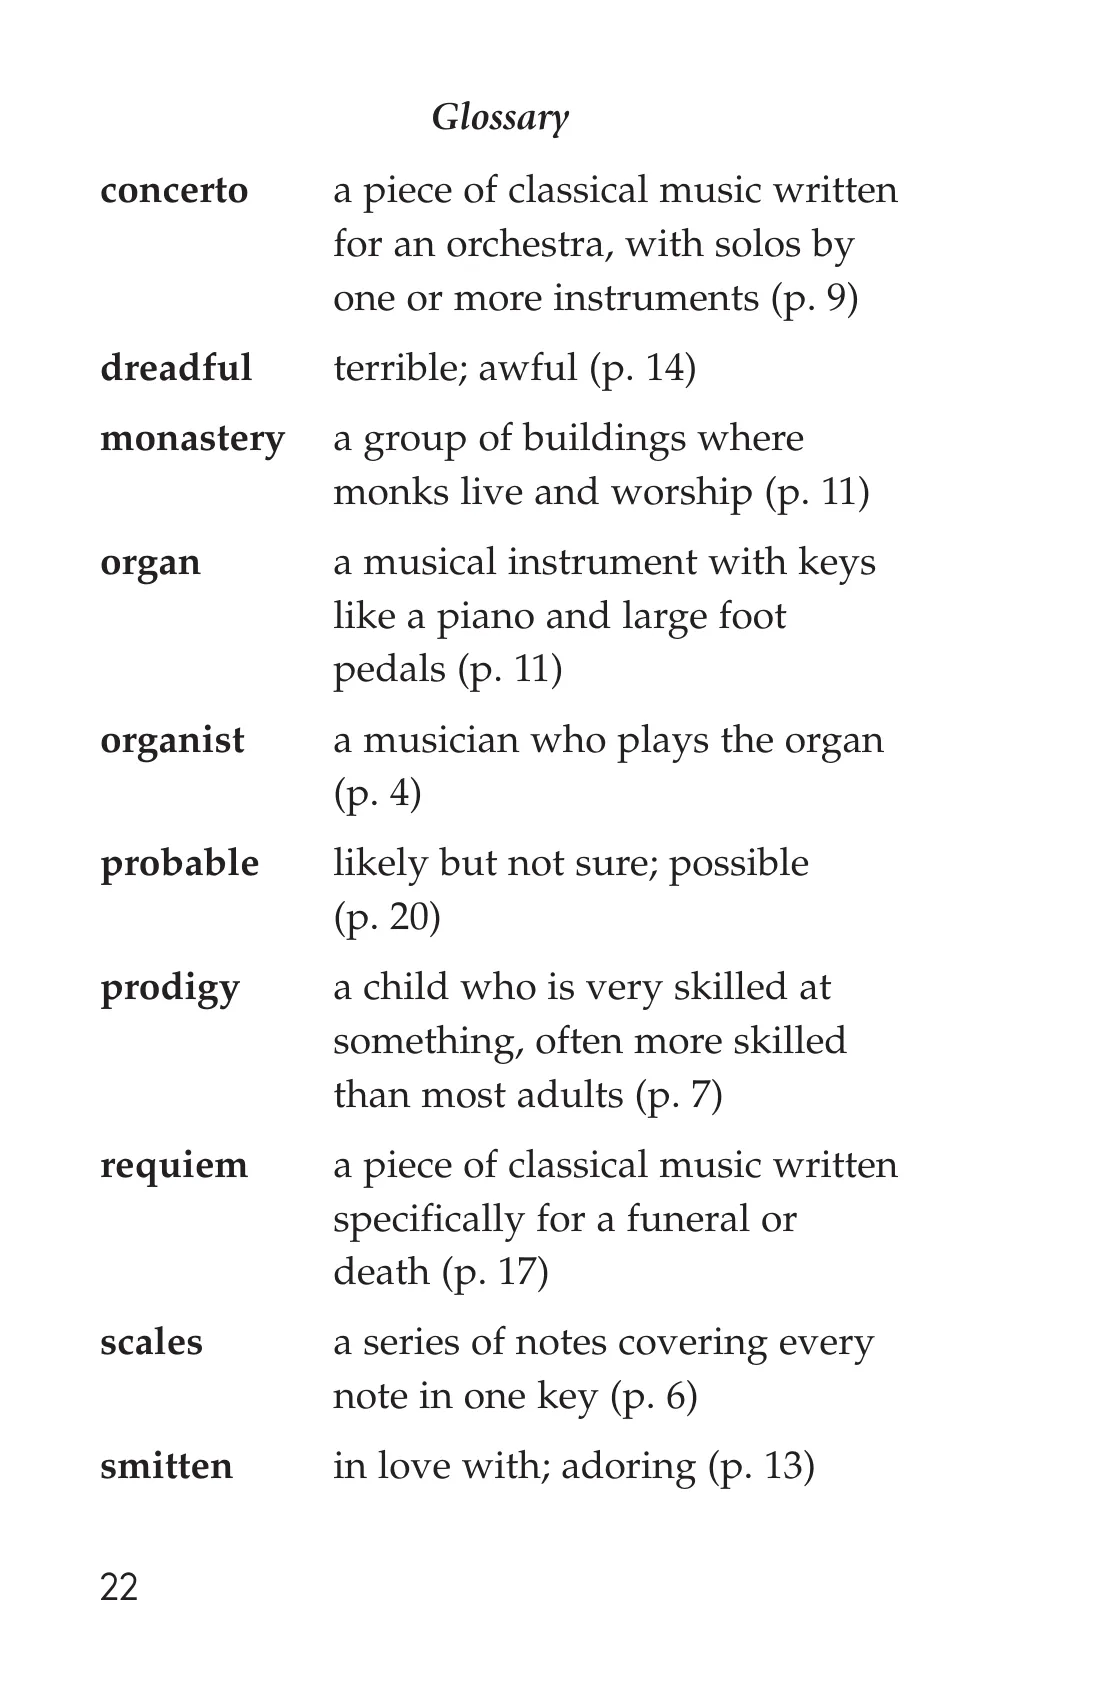 Glossary
concerto a piece of classical music written
for an orchestra, with solos by
one or more instruments (p. 9)
dreadful terrible; awful (p. 14)
monastery a group of buildings where
monks live and worship (p. 11)
organ a musical instrument with keys
like a piano and large foot
pedals (p. 11)
organist a musician who plays the organ
(p. 4)
probable likely but not sure; possible
(p. 20)
prodigy a child who is very skilled at
something, often more skilled
than most adults (p. 7)
requiem a piece of classical music written
specifically for a funeral or
death (p. 17)
scales a series of notes covering every
note in one key (p. 6)
smitten in love with; adoring (p. 13)
22